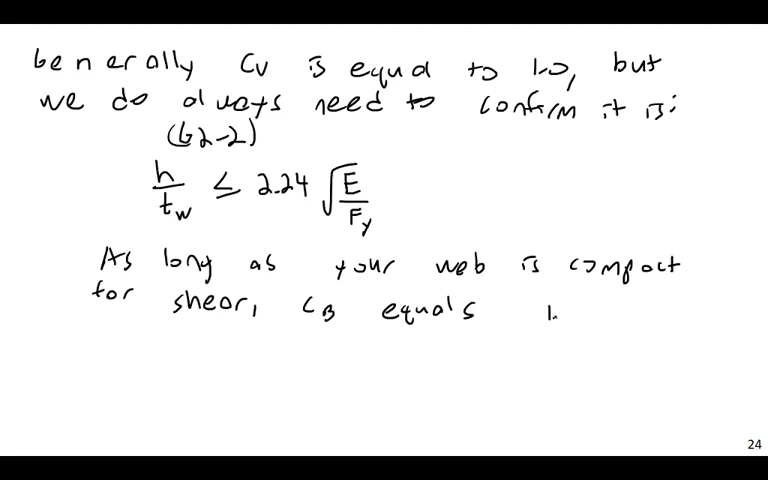 Generally Cv is equal to 1.0, but
we do always need to confirm it is:
(G2-2)
h/tw ≤ 2.24 √E/Fy
As long as your web is compact
for shear, CB equals 1.
24